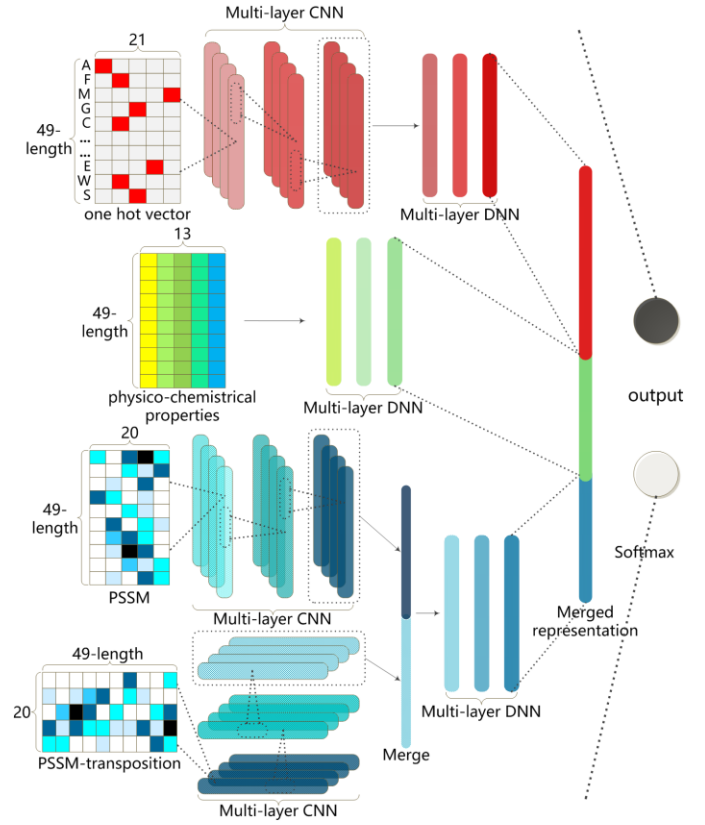 Multi-layer CNN
21
A
F
M
G
C
...
...
E
W
S
49-
length
one hot vector
Multi-layer DNN
13
49-
length
physico-chemistrical
properties
Multi-layer DNN
output
20
49-
length
PSSM
Multi-layer CNN
Softmax
Merged
representation
49-length
20
PSSM-transposition
Multi-layer CNN
Merge
Multi-layer DNN